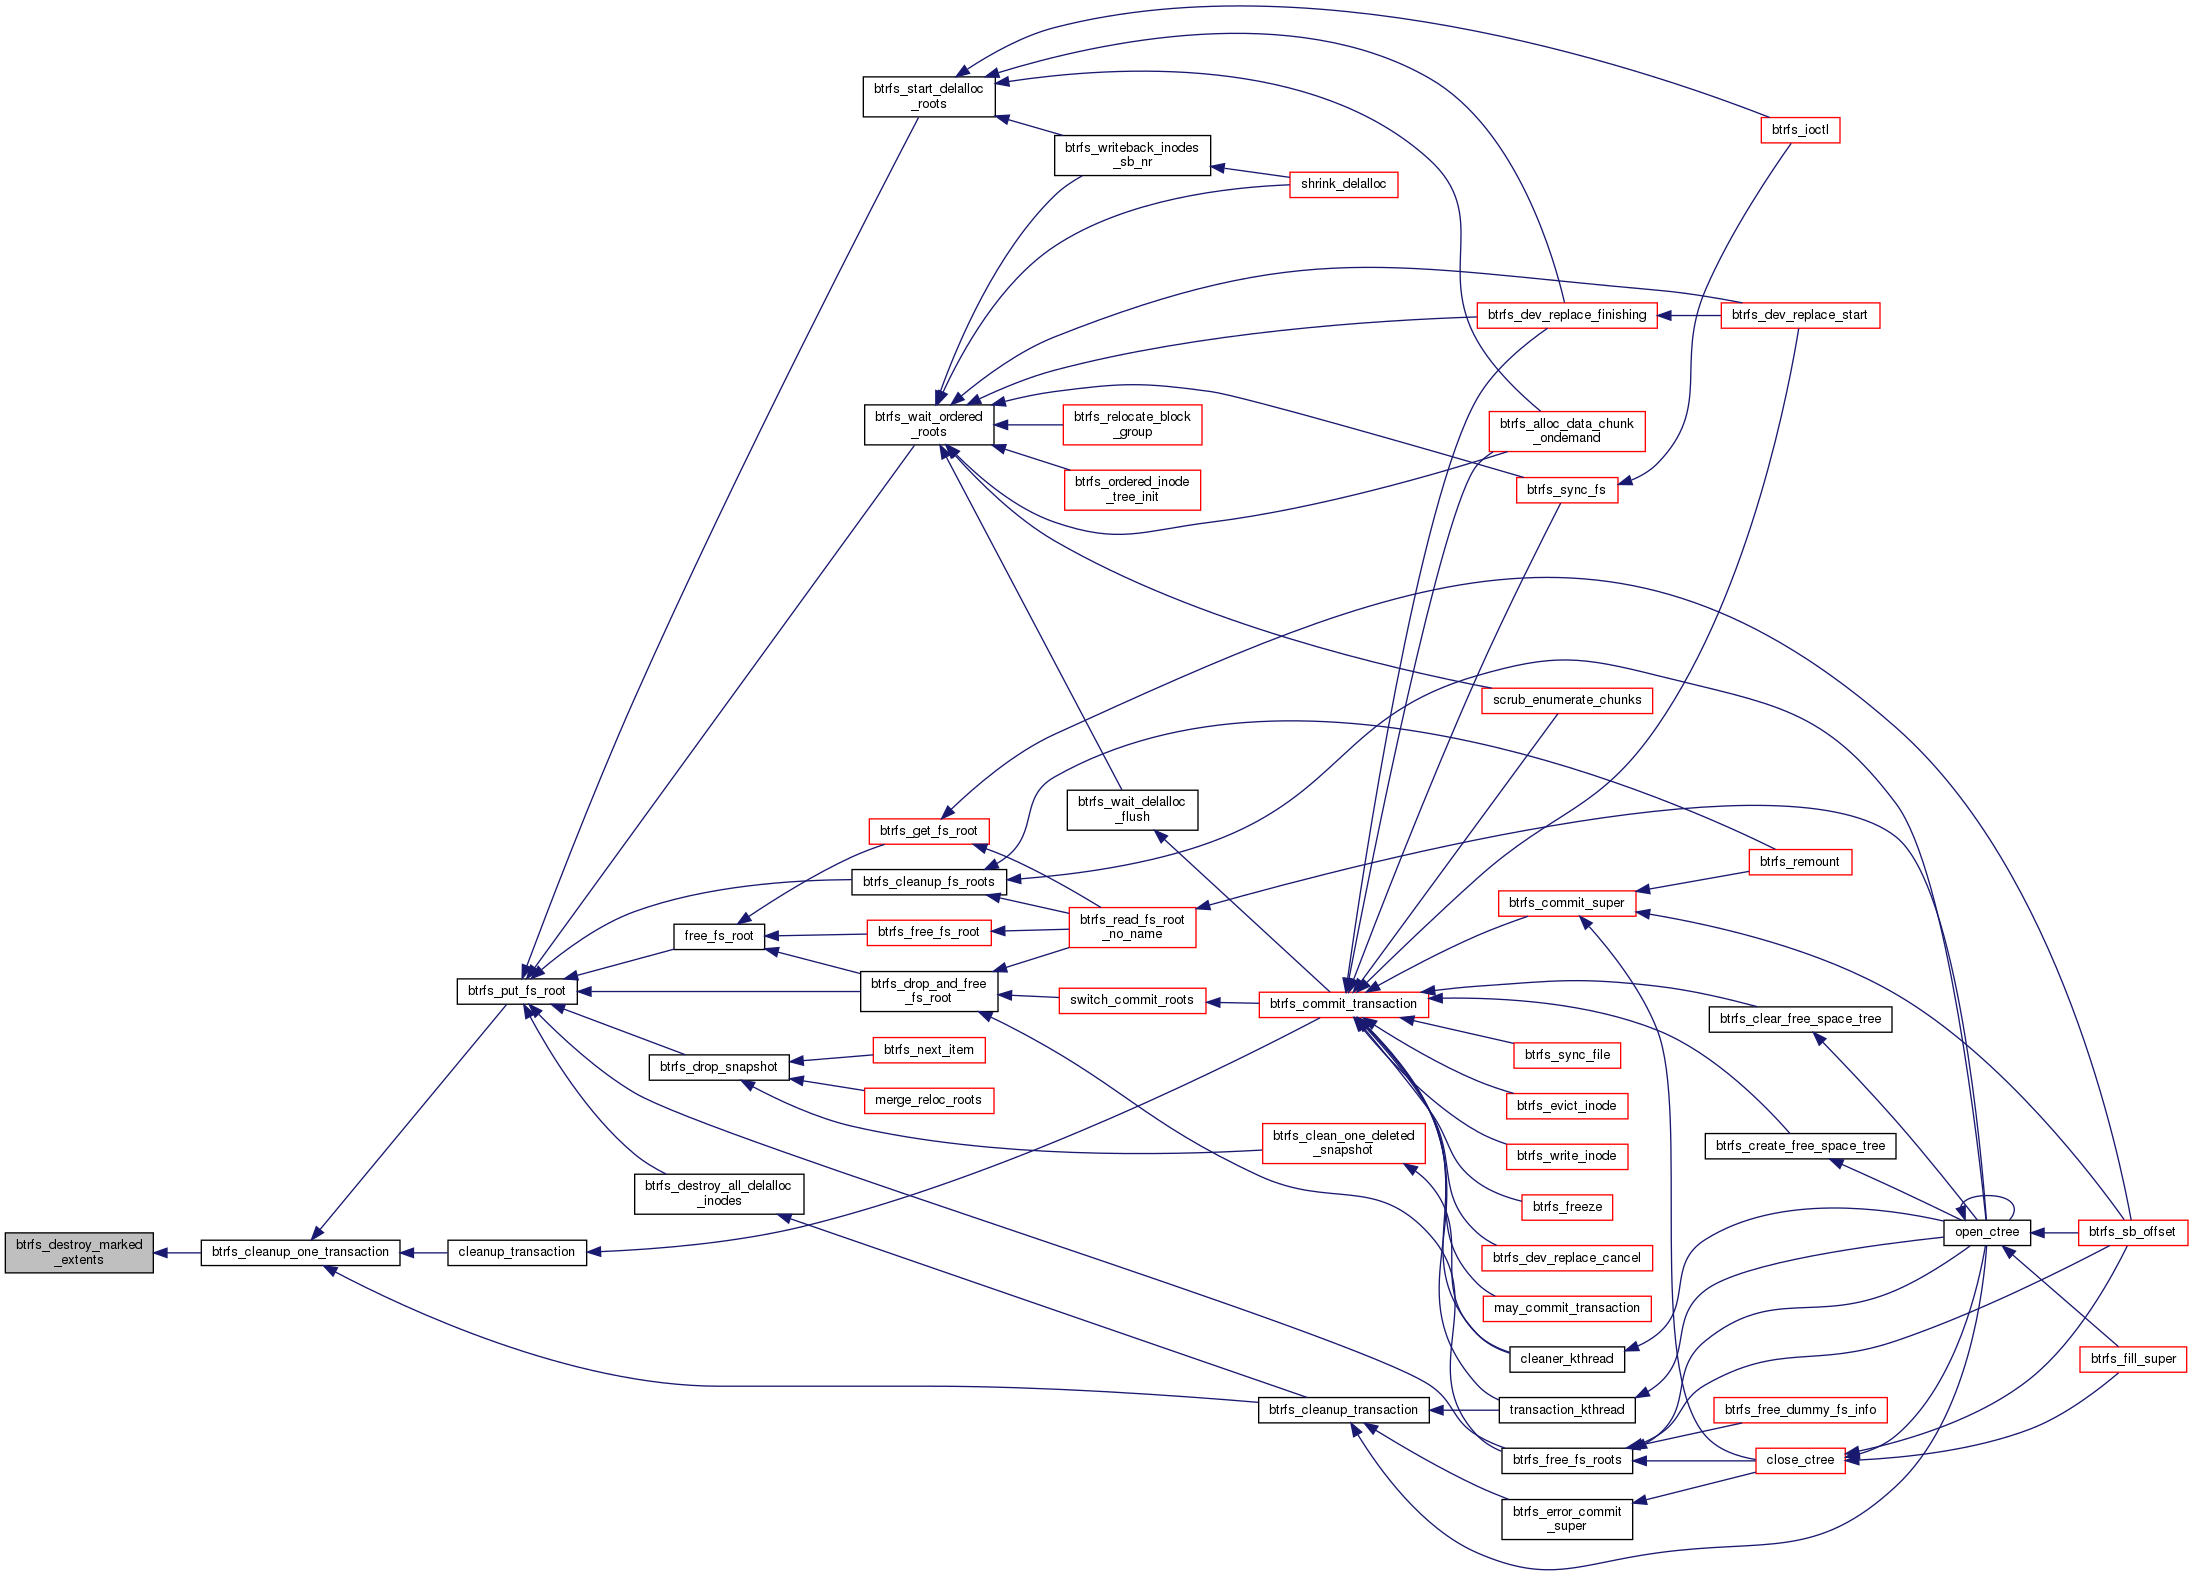 btrfs_start_delalloc
_roots
btrfs_ioctl
btrfs_writeback_inodes
_sb_nr
shrink_delalloc
btrfs_dev_replace_finishing
btrfs_dev_replace_start
btrfs_wait_ordered
_roots
btrfs_relocate_block
_group
btrfs_alloc_data_chunk
_ondemand
btrfs_ordered_inode
_tree_init
btrfs_sync_fs
scrub_enumerate_chunks
btrfs_wait_delalloc
_flush
btrfs_get_fs_root
btrfs_remount
btrfs_cleanup_fs_roots
btrfs_commit_super
btrfs_read_fs_root
_no_name
free_fs_root
btrfs_free_fs_root
btrfs_put_fs_root
btrfs_drop_and_free
_fs_root
switch_commit_roots
btrfs_commit_transaction
btrfs_clear_free_space_tree
btrfs_next_item
btrfs_sync_file
btrfs_drop_snapshot
merge_reloc_roots
btrfs_evict_inode
btrfs_clean_one_deleted
_snapshot
btrfs_create_free_space_tree
btrfs_write_inode
btrfs_destroy_all_delalloc
_inodes
btrfs_freeze
open_ctree
btrfs_sb_offset
btrfs_destroy_marked
_extents
btrfs_cleanup_one_transaction
cleanup_transaction
btrfs_dev_replace_cancel
may_commit_transaction
cleaner_kthread
btrfs_fill_super
btrfs_cleanup_transaction
transaction_kthread
btrfs_free_dummy_fs_info
btrfs_free_fs_roots
close_ctree
btrfs_error_commit
_super